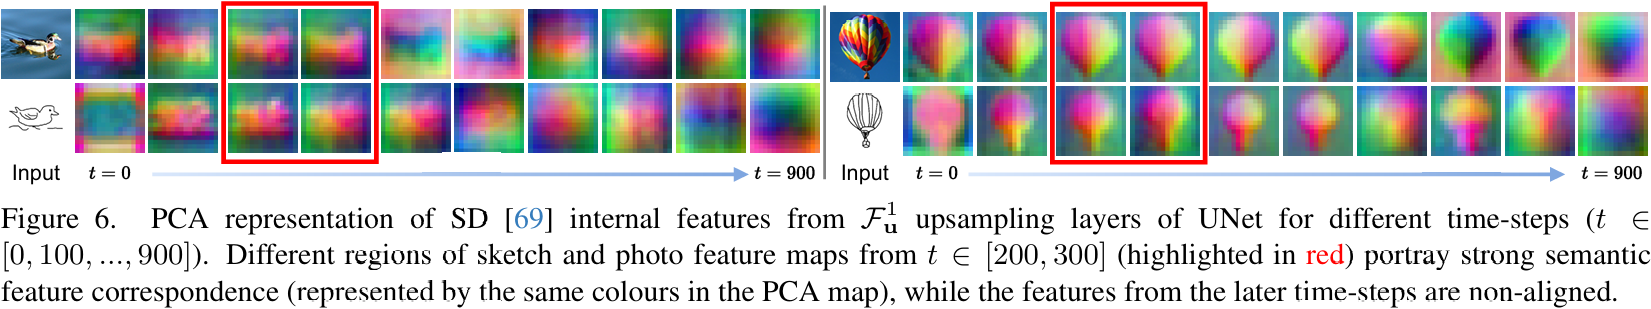 Input t = 0 t = 900 Input t = 0 t = 900
Figure 6. PCA representation of SD [69] internal features from $\mathcal{F}_{\mathbf{u}}^{1}$ upsampling layers of UNet for different time-steps (t ∈
[0, 100, ..., 900]). Different regions of sketch and photo feature maps from t ∈ [200, 300] (highlighted in red) portray strong semantic
feature correspondence (represented by the same colours in the PCA map), while the features from the later time-steps are non-aligned.